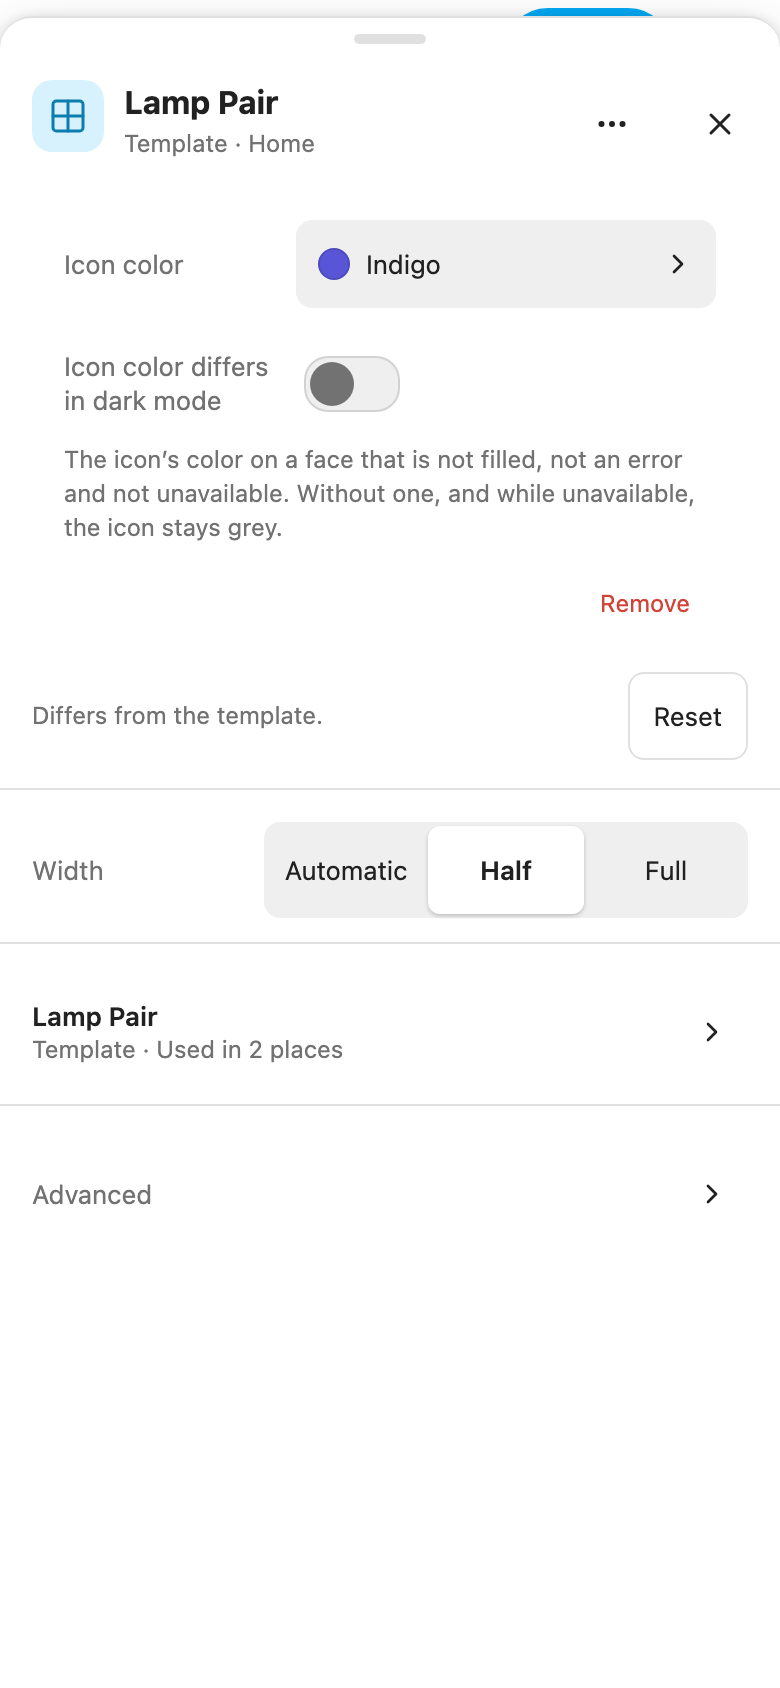 Lamp Pair
Template · Home
Icon color
Indigo
Icon color differs
in dark mode
The icon’s color on a face that is not filled, not an error
and not unavailable. Without one, and while unavailable,
the icon stays grey.
Remove
Differs from the template.
Reset
Width
Automatic
Half
Full
Lamp Pair
Template · Used in 2 places
Advanced